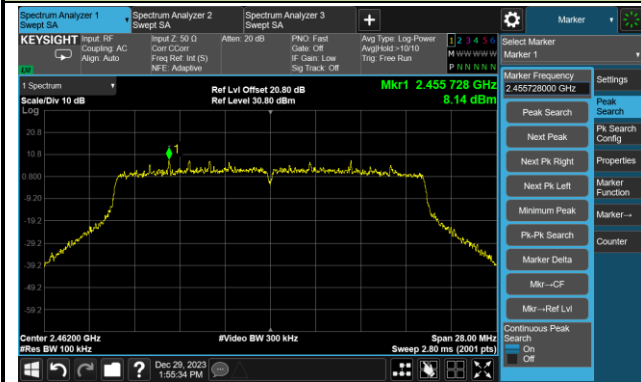 Spectrum Analyzer 1
Swept SA
Spectrum Analyzer 2
Swept SA
Spectrum Analyzer 3
Swept SA
+
Marker
KEYSIGHT
Input: RF
Coupling: AC
Align: Auto
Input Z: 50 Ω
Corr CCorr
Freq Ref: Int (S)
NFE: Adaptive
Atten: 20 dB
PNO: Fast
Gate: Off
IF Gain: Low
Sig Track: Off
Avg Type: Log-Power
Avg|Hold:>10/10
Trig: Free Run
1 2 3 4 5 6
M W W W W W
P N N N N N
Select Marker
Marker 1
1 Spectrum
Scale/Div 10 dB
Log
Ref Lvl Offset 20.80 dB
Ref Level 30.80 dBm
Mkr1 2.455 728 GHz
8.14 dBm
20.8
10.8
0.800
-9.20
-19.2
-29.2
-39.2
-49.2
-59.2
1
Center 2.46200 GHz
#Res BW 100 kHz
#Video BW 300 kHz
Span 28.00 MHz
Sweep 2.80 ms (2001 pts)
Marker Frequency
2.455728000 GHz
Peak Search
Next Peak
Next Pk Right
Next Pk Left
Minimum Peak
Pk-Pk Search
Marker Delta
Mkr→CF
Mkr→Ref Lvl
Continuous Peak
Search
On
Off
Settings
Peak
Search
Pk Search
Config
Properties
Marker
Function
Marker→
Counter
?
Dec 29, 2023
1:55:34 PM